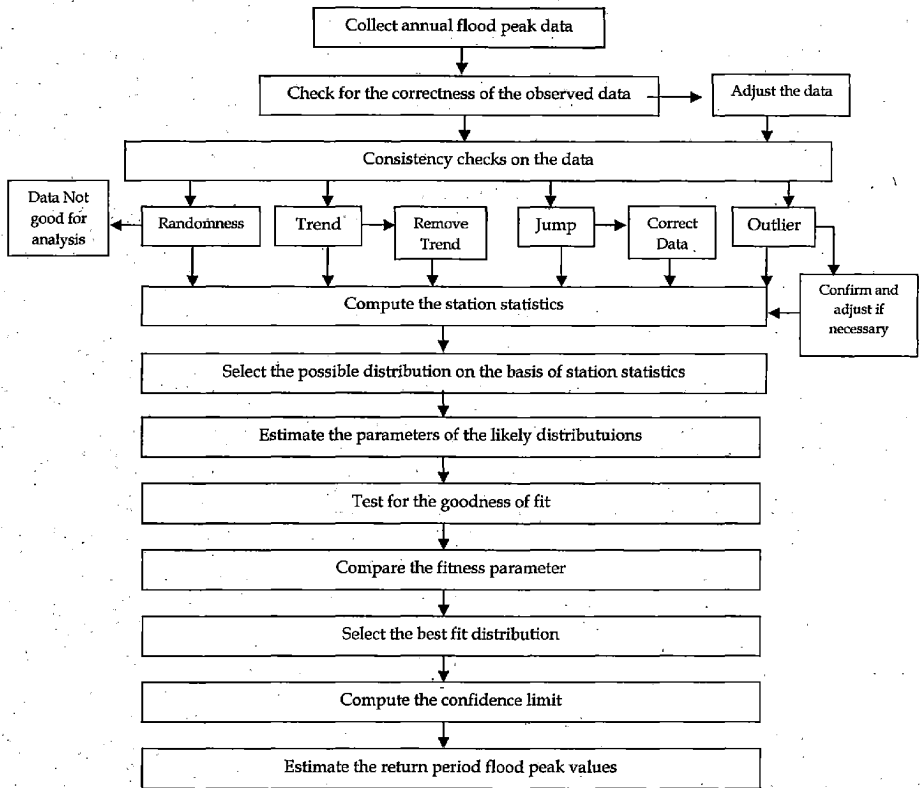 Collect annual flood peak data
Check for the correctness of the observed data
Adjust the data
Consistency checks on the data
Data Not
good for
analysis
Randomness
Trend
Remove
Trend
Jump
Correct
Data
Outlier
Compute the station statistics
Confirm and
adjust if
necessary
Select the possible distribution on the basis of station statistics
Estimate the parameters of the likely distributuions
Test for the goodness of fit
Compare the fitness parameter
Select the best fit distribution
Compute the confidence limit
Estimate the return period flood peak values